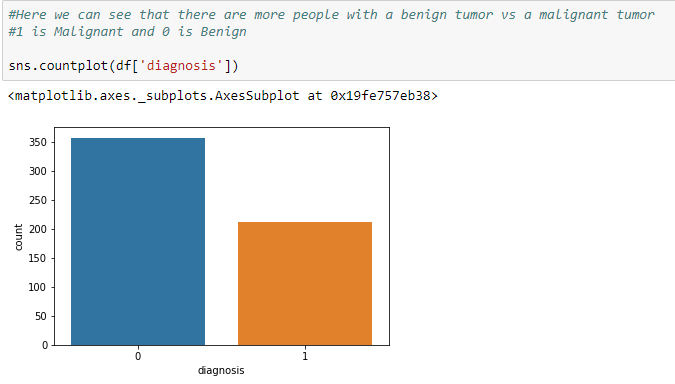 #Here we can see that there are more people with a benign tumor vs a malignant tumor
#1 is Malignant and 0 is Benign
sns.countplot(df['diagnosis'])
<matplotlib.axes._subplots.AxesSubplot at 0x19fe757eb38>
350
300
250
200
150
100
50
0
count
0 1
diagnosis